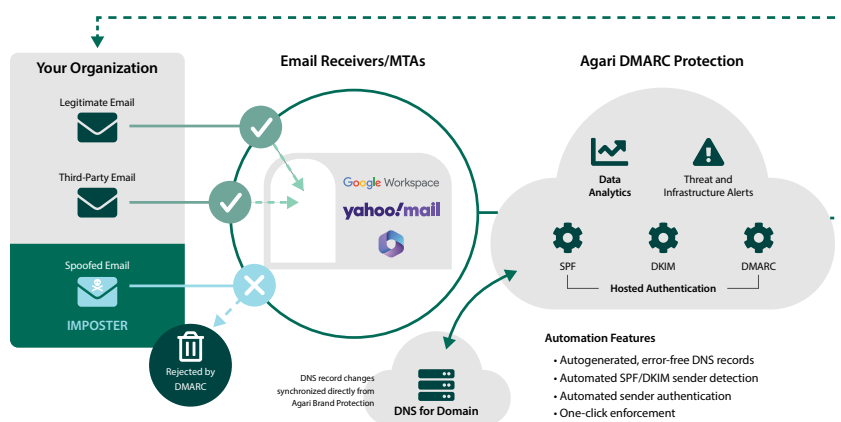 Your Organization
Legitimate Email
Third-Party Email
Spoofed Email
IMPOSTER
Rejected by
DMARC
Email Receivers/MTAs
Google Workspace
yahoo!mail
DNS record changes
synchronized directly from
Agari Brand Protection
DNS for Domain
Agari DMARC Protection
Data
Analytics
Threat and
Infrastructure Alerts
SPF
DKIM
DMARC
Hosted Authentication
Automation Features
• Autogenerated, error-free DNS records
• Automated SPF/DKIM sender detection
• Automated sender authentication
• One-click enforcement